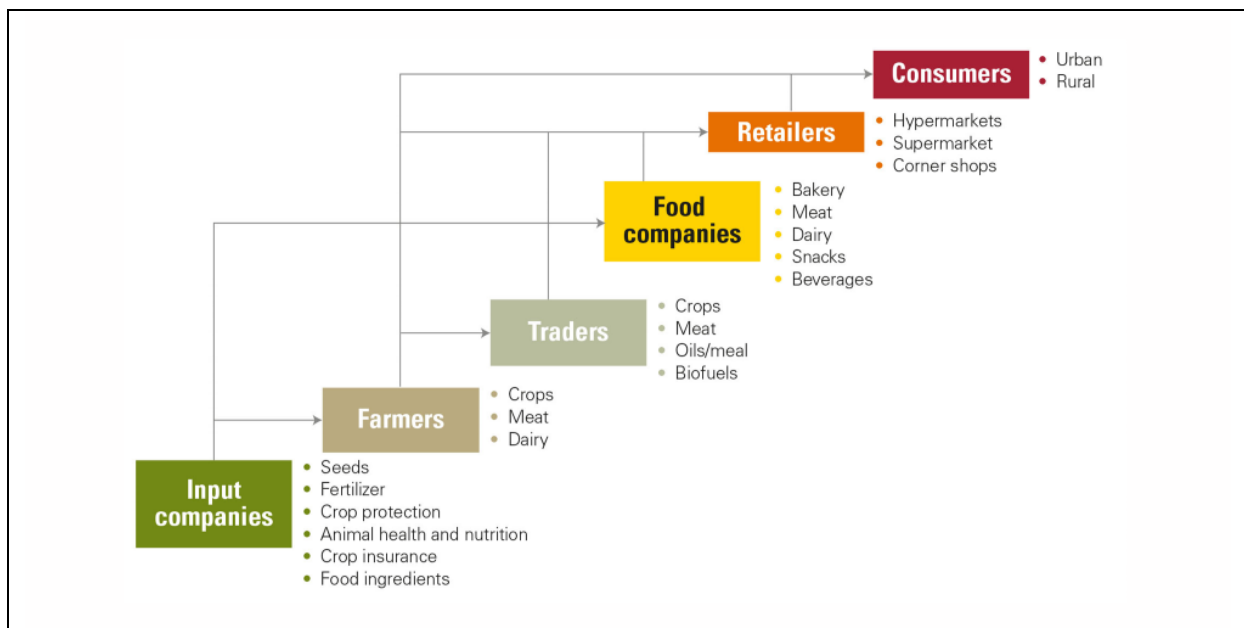 Consumers
• Urban
• Rural
Retailers
• Hypermarkets
• Supermarket
• Corner shops
Food
companies
• Bakery
• Meat
• Dairy
• Snacks
• Beverages
Traders
• Crops
• Meat
• Oils/meal
• Biofuels
Farmers
• Crops
• Meat
• Dairy
Input
companies
• Seeds
• Fertilizer
• Crop protection
• Animal health and nutrition
• Crop insurance
• Food ingredients